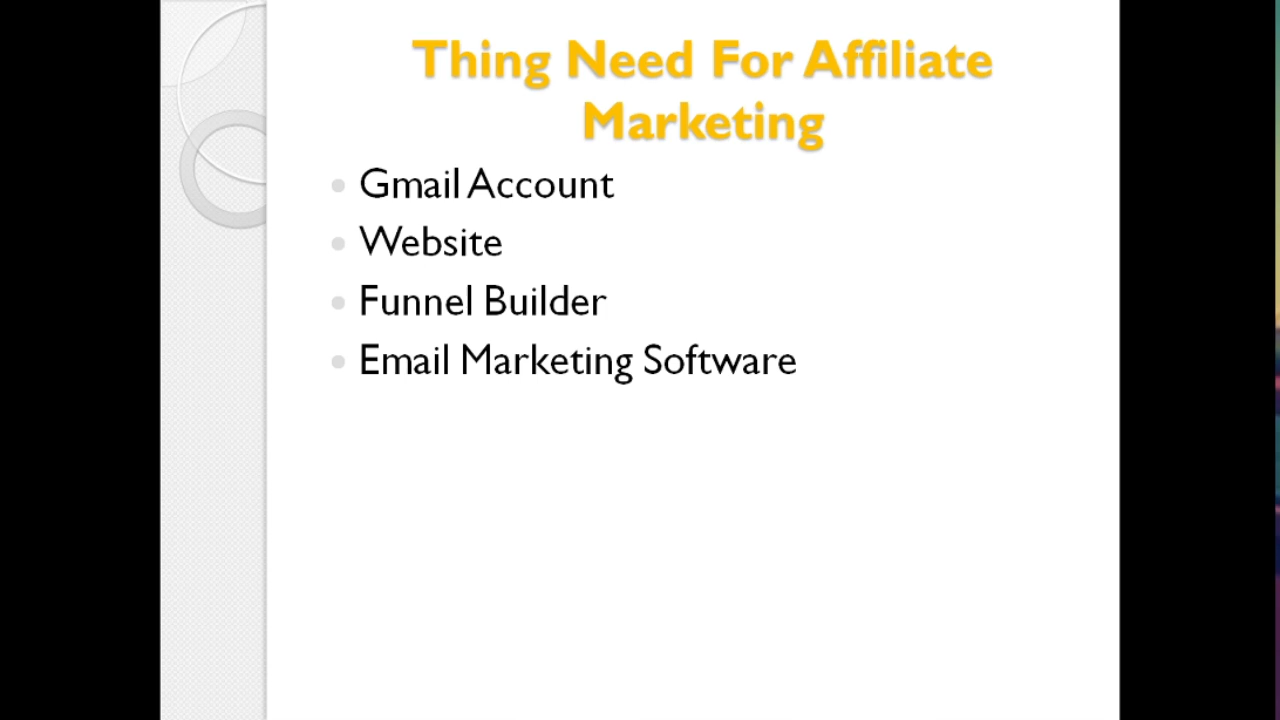 Thing Need For Affiliate
Marketing
Gmail Account
Website
Funnel Builder
Email Marketing Software